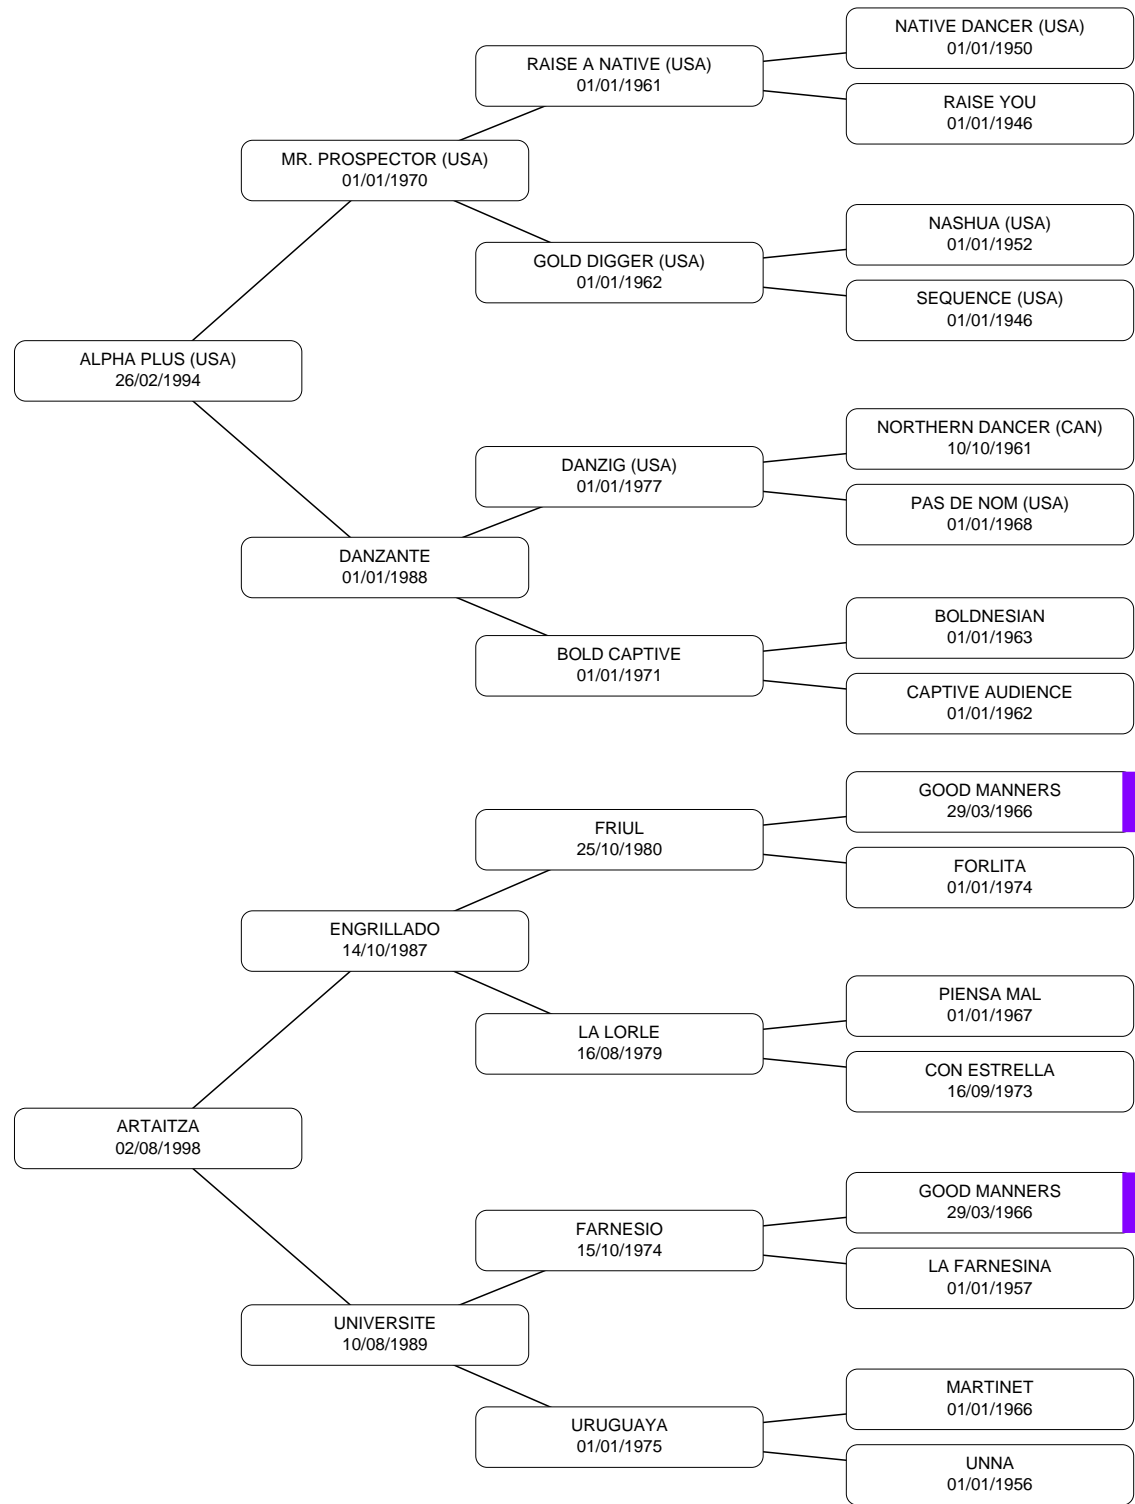 NATIVE DANCER (USA)
01/01/1950
RAISE A NATIVE (USA)
01/01/1961
RAISE YOU
01/01/1946
MR. PROSPECTOR (USA)
01/01/1970
NASHUA (USA)
01/01/1952
GOLD DIGGER (USA)
01/01/1962
SEQUENCE (USA)
01/01/1946
ALPHA PLUS (USA)
26/02/1994
NORTHERN DANCER (CAN)
10/10/1961
DANZIG (USA)
01/01/1977
PAS DE NOM (USA)
01/01/1968
DANZANTE
01/01/1988
BOLDNESIAN
01/01/1963
BOLD CAPTIVE
01/01/1971
CAPTIVE AUDIENCE
01/01/1962
GOOD MANNERS
29/03/1966
FRIUL
25/10/1980
FORLITA
01/01/1974
ENGRILLADO
14/10/1987
PIENSA MAL
01/01/1967
LA LORLE
16/08/1979
CON ESTRELLA
16/09/1973
ARTAITZA
02/08/1998
GOOD MANNERS
29/03/1966
FARNESIO
15/10/1974
LA FARNESINA
01/01/1957
UNIVERSITE
10/08/1989
MARTINET
01/01/1966
URUGUAYA
01/01/1975
UNNA
01/01/1956